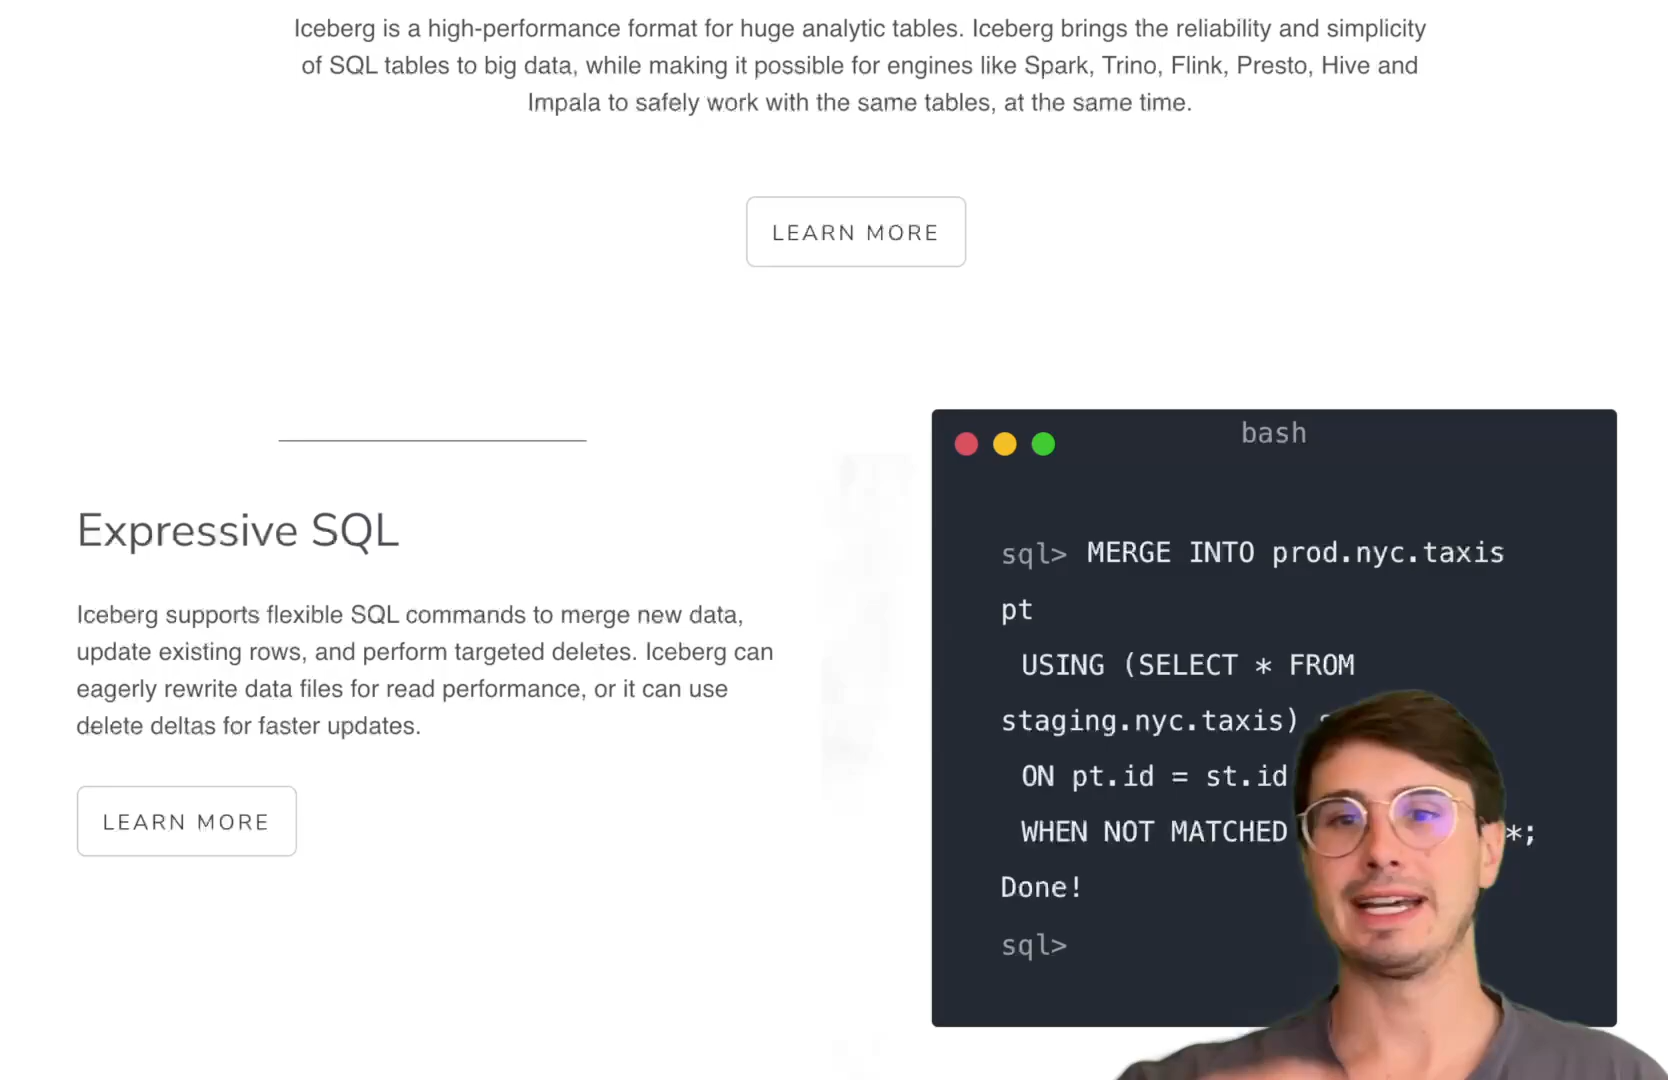 Iceberg is a high-performance format for huge analytic tables. Iceberg brings the reliability and simplicity
of SQL tables to big data, while making it possible for engines like Spark, Trino, Flink, Presto, Hive and
Impala to safely work with the same tables, at the same time.
LEARN MORE
Expressive SQL
Iceberg supports flexible SQL commands to merge new data,
update existing rows, and perform targeted deletes. Iceberg can
eagerly rewrite data files for read performance, or it can use
delete deltas for faster updates.
LEARN MORE
bash
sql> MERGE INTO prod.nyc.taxis
pt
USING (SELECT * FROM
staging.nyc.taxis)
ON pt.id = st.id
WHEN NOT MATCHED *;
Done!
sql>